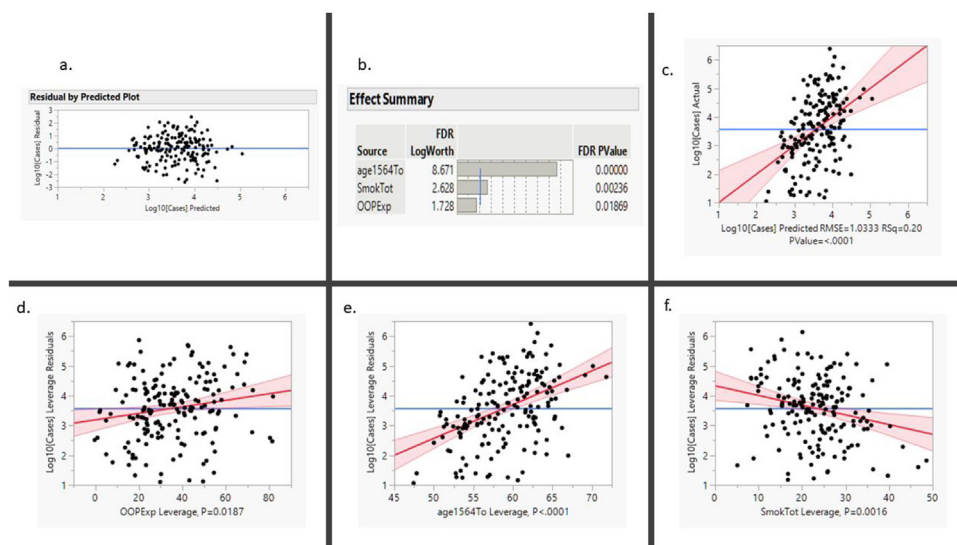 a.
Residual by Predicted Plot
Log10[Cases] Residual
3
2
1
0
-1
-2
-3
1 2 3 4 5 6
Log10[Cases] Predicted
b.
Effect Summary
FDR
Source LogWorth FDR PValue
age1564To 8.671 0.00000
SmokTot 2.628 0.00236
OOPExp 1.728 0.01869
c.
Log10[Cases] Actual
6
5
4
3
2
1
1 2 3 4 5 6
Log10[Cases] Predicted RMSE=1.0333 RSq=0.20
PValue=<.0001
d.
Log10[Cases] Leverage Residuals
6
5
4
3
2
1
0 20 40 60 80
OOPExp Leverage, P=0.0187
e.
Log10[Cases] Leverage Residuals
6
5
4
3
2
1
45 50 55 60 65 70
age1564To Leverage, P<.0001
f.
Log10[Cases] Leverage Residuals
6
5
4
3
2
1
0 10 20 30 40 50
SmokTot Leverage, P=0.0016